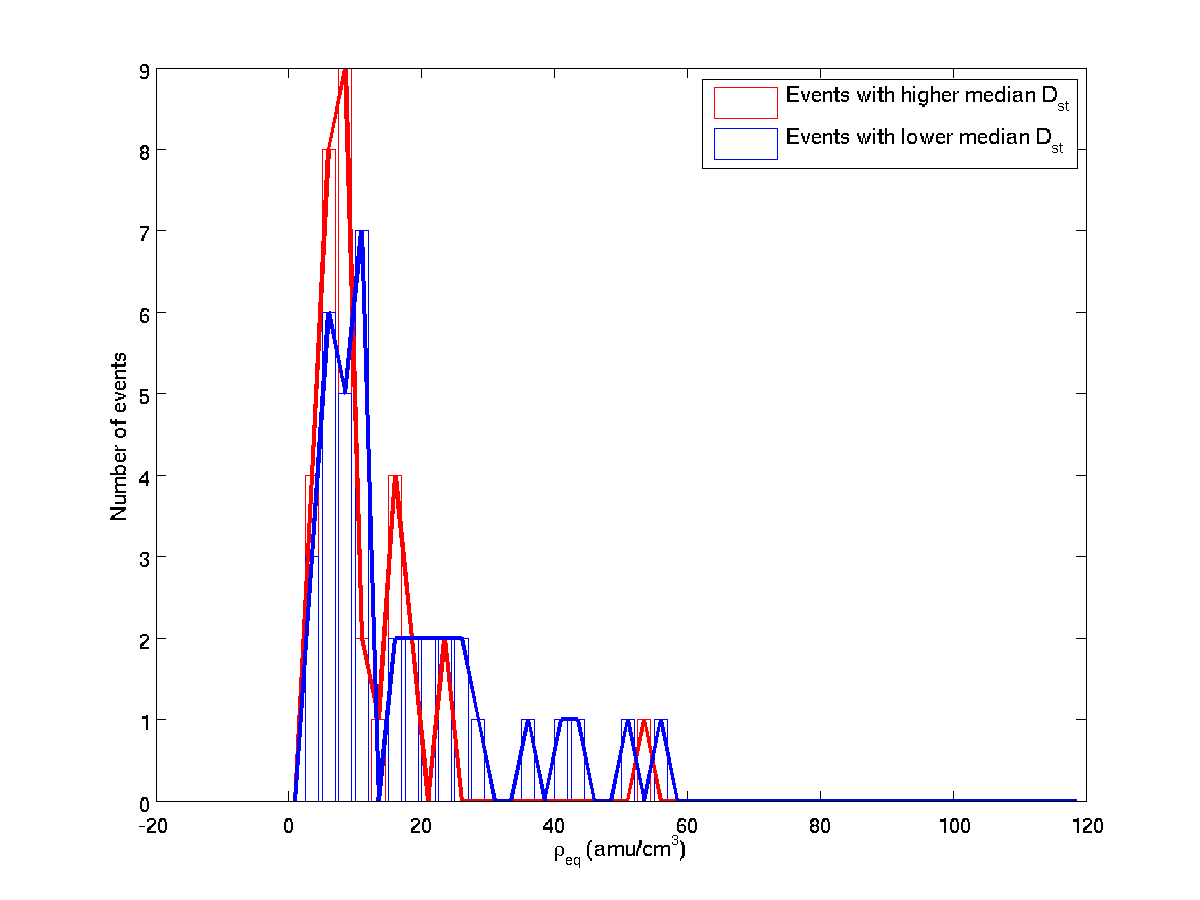 9
8
7
6
5
4
3
2
1
0
Number of events
Events with higher median Dst
Events with lower median Dst
-20 0 20 40 60 80 100 120
ρeq (amu/cm³)